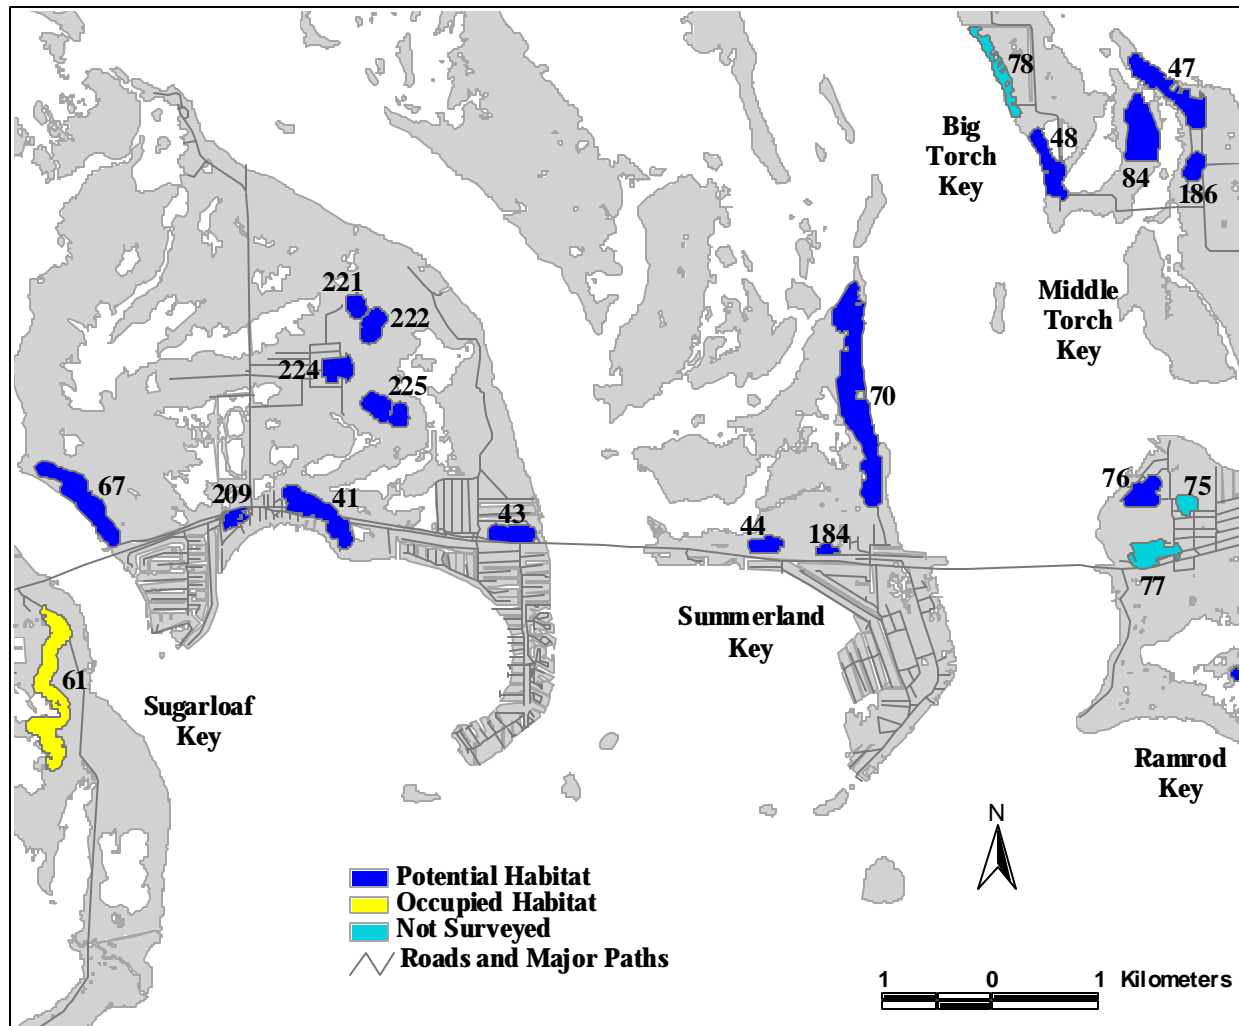 78
47
Big
Torch
Key
48
84
186
221
222
Middle
Torch
Key
224
225
70
67
209
41
43
44
184
76
75
77
Summerland
Key
61
Sugarloaf
Key
Ramrod
Key
N
Potential Habitat
Occupied Habitat
Not Surveyed
Roads and Major Paths
1 0 1 Kilometers